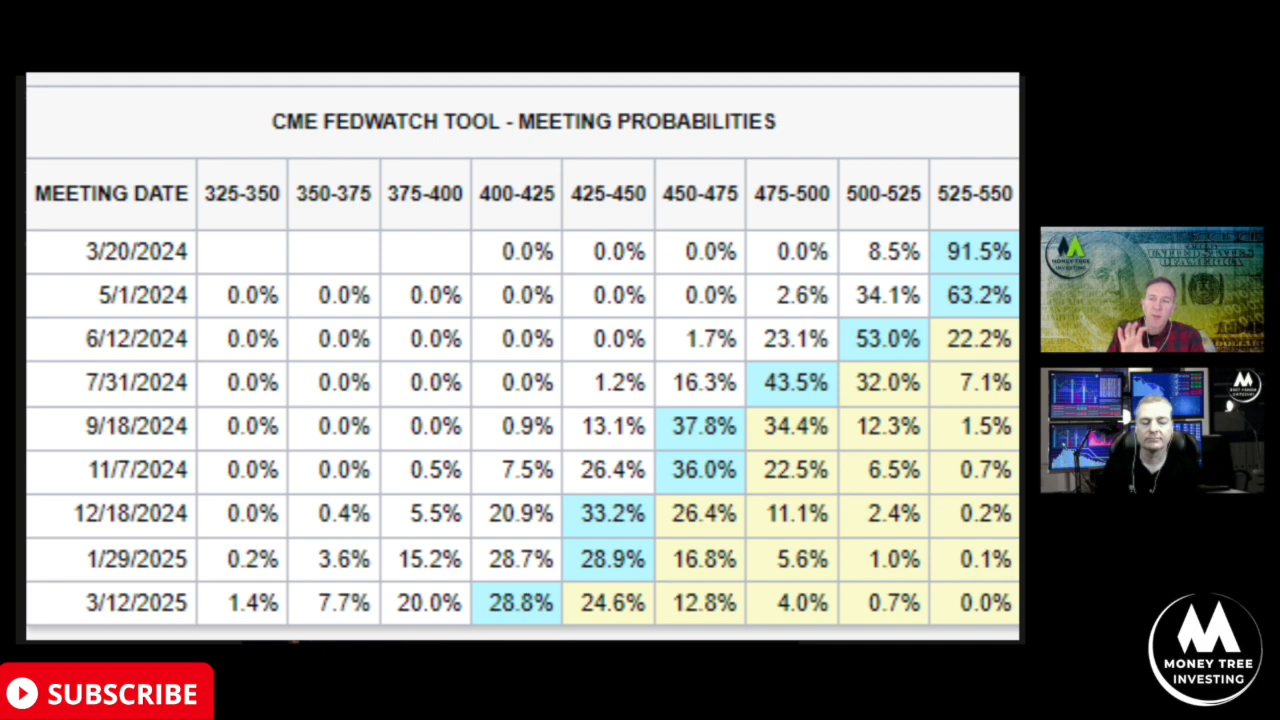 CME FEDWATCH TOOL - MEETING PROBABILITIES
MEETING DATE 325-350 350-375 375-400 400-425 425-450 450-475 475-500 500-525 525-550
3/20/2024 0.0% 0.0% 0.0% 0.0% 8.5% 91.5%
5/1/2024 0.0% 0.0% 0.0% 0.0% 0.0% 0.0% 2.6% 34.1% 63.2%
6/12/2024 0.0% 0.0% 0.0% 0.0% 0.0% 1.7% 23.1% 53.0% 22.2%
7/31/2024 0.0% 0.0% 0.0% 0.0% 1.2% 16.3% 43.5% 32.0% 7.1%
9/18/2024 0.0% 0.0% 0.0% 0.9% 13.1% 37.8% 34.4% 12.3% 1.5%
11/7/2024 0.0% 0.0% 0.5% 7.5% 26.4% 36.0% 22.5% 6.5% 0.7%
12/18/2024 0.0% 0.4% 5.5% 20.9% 33.2% 26.4% 11.1% 2.4% 0.2%
1/29/2025 0.2% 3.6% 15.2% 28.7% 28.9% 16.8% 5.6% 1.0% 0.1%
3/12/2025 1.4% 7.7% 20.0% 28.8% 24.6% 12.8% 4.0% 0.7% 0.0%
MONEY TREE
INVESTING
SUBSCRIBE
MONEY TREE
INVESTING